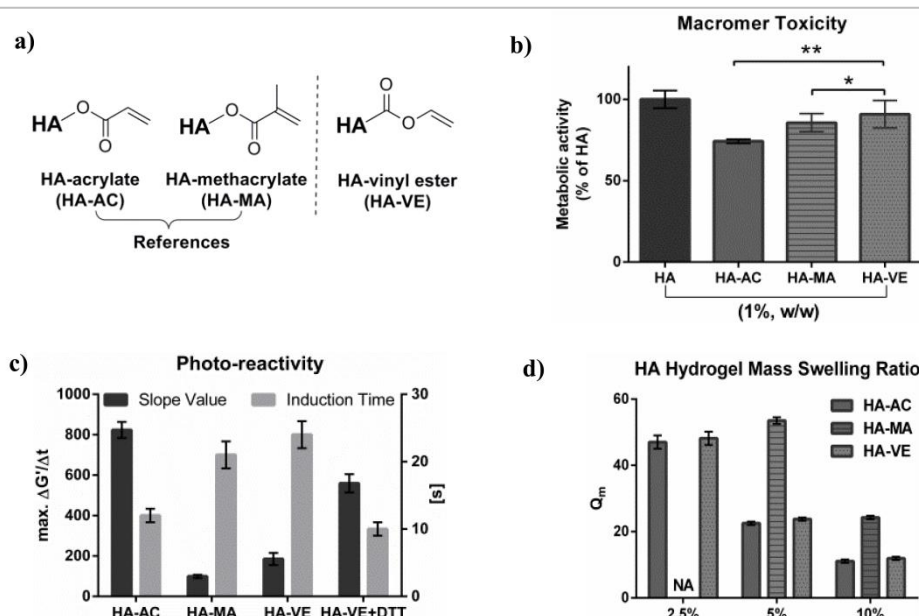 a)
O
O
HA
HA-acrylate
(HA-AC)
O
O
HA
HA-methacrylate
(HA-MA)
References
O
HA
O
HA-vinyl ester
(HA-VE)
b)
Macromer Toxicity
**
*
Metabolic activity
(% of HA)
100
50
0
HA HA-AC HA-MA HA-VE
(1%, w/w)
c)
Photo-reactivity
Slope Value Induction Time
max. ΔG'/Δt
1000
800
600
400
200
0
30
20
10
0
[s]
HA-AC HA-MA HA-VE HA-VE+DTT
d)
HA Hydrogel Mass Swelling Ratio
HA-AC
HA-MA
HA-VE
Qm
60
40
20
0
NA
2.5% 5% 10%